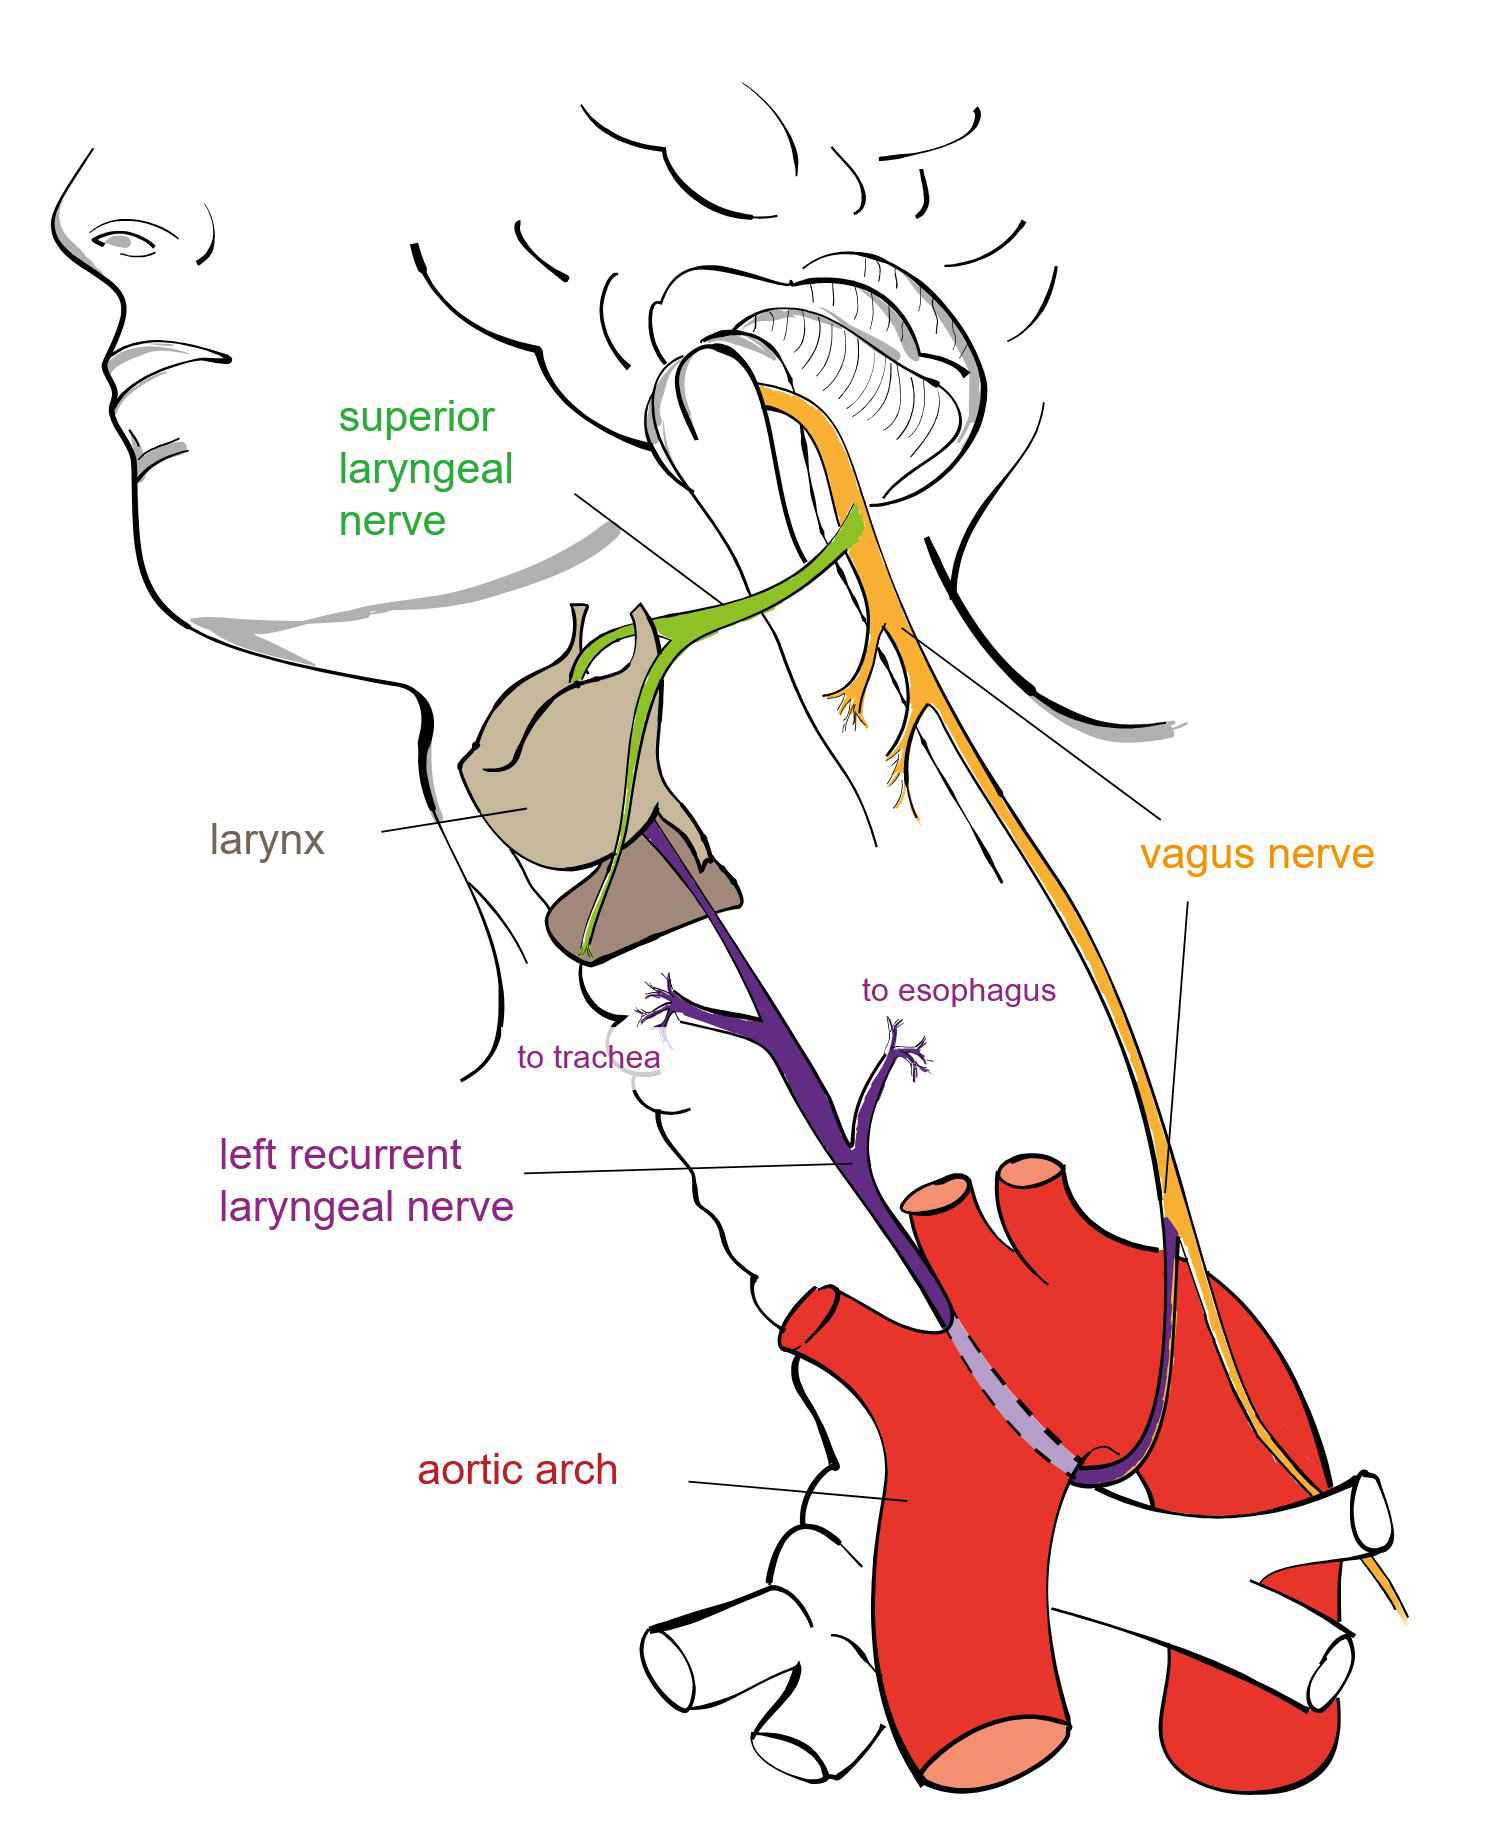 superior
laryngeal
nerve
larynx
vagus nerve
to esophagus
to trachea
left recurrent
laryngeal nerve
aortic arch